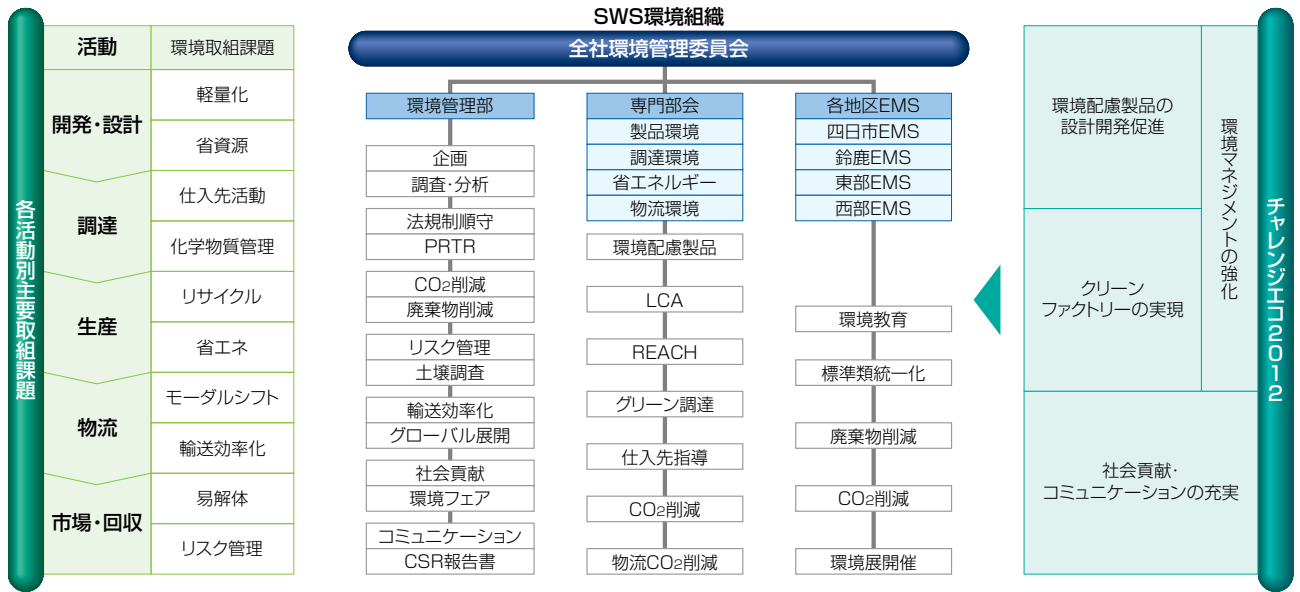 各活動別主要取組課題
活動
環境取組課題
開発・設計
軽量化
省資源
調達
仕入先活動
化学物質管理
生産
リサイクル
省エネ
物流
モーダルシフト
輸送効率化
市場・回収
易解体
リスク管理
SWS環境組織
全社環境管理委員会
環境管理部
企画
調査・分析
法規制順守
PRTR
CO2削減
廃棄物削減
リスク管理
土壌調査
輸送効率化
グローバル展開
社会貢献
環境フェア
コミュニケーション
CSR報告書
専門部会
製品環境
調達環境
省エネルギー
物流環境
環境配慮製品
LCA
REACH
グリーン調達
仕入先指導
CO2削減
物流CO2削減
各地区EMS
四日市EMS
鈴鹿EMS
東部EMS
西部EMS
環境教育
標準類統一化
廃棄物削減
CO2削減
環境展開催
環境配慮製品の
設計開発促進
クリーン
ファクトリーの実現
環境マネジメントの強化
社会貢献・
コミュニケーションの充実
チャレンジエコ2012